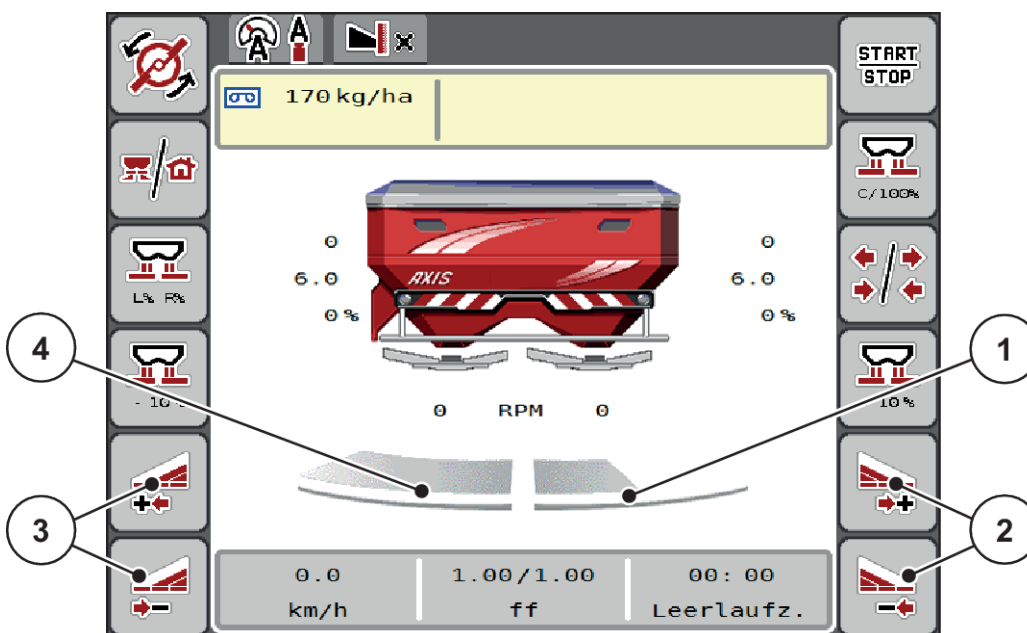 A A
START
STOP
170 kg/ha
C/100%
0 0
6.0 AXIS 6.0
0% 0%
L% R%
4
1
- 10 %
10%
0 RPM 0
3
2
0.0 1.00/1.00 00:00
km/h ff Leerlaufz.